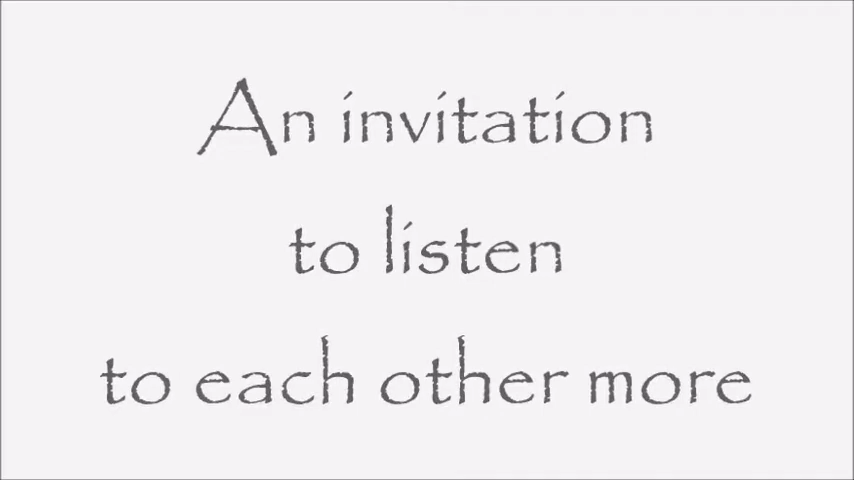 An invitation
to listen
to each other more